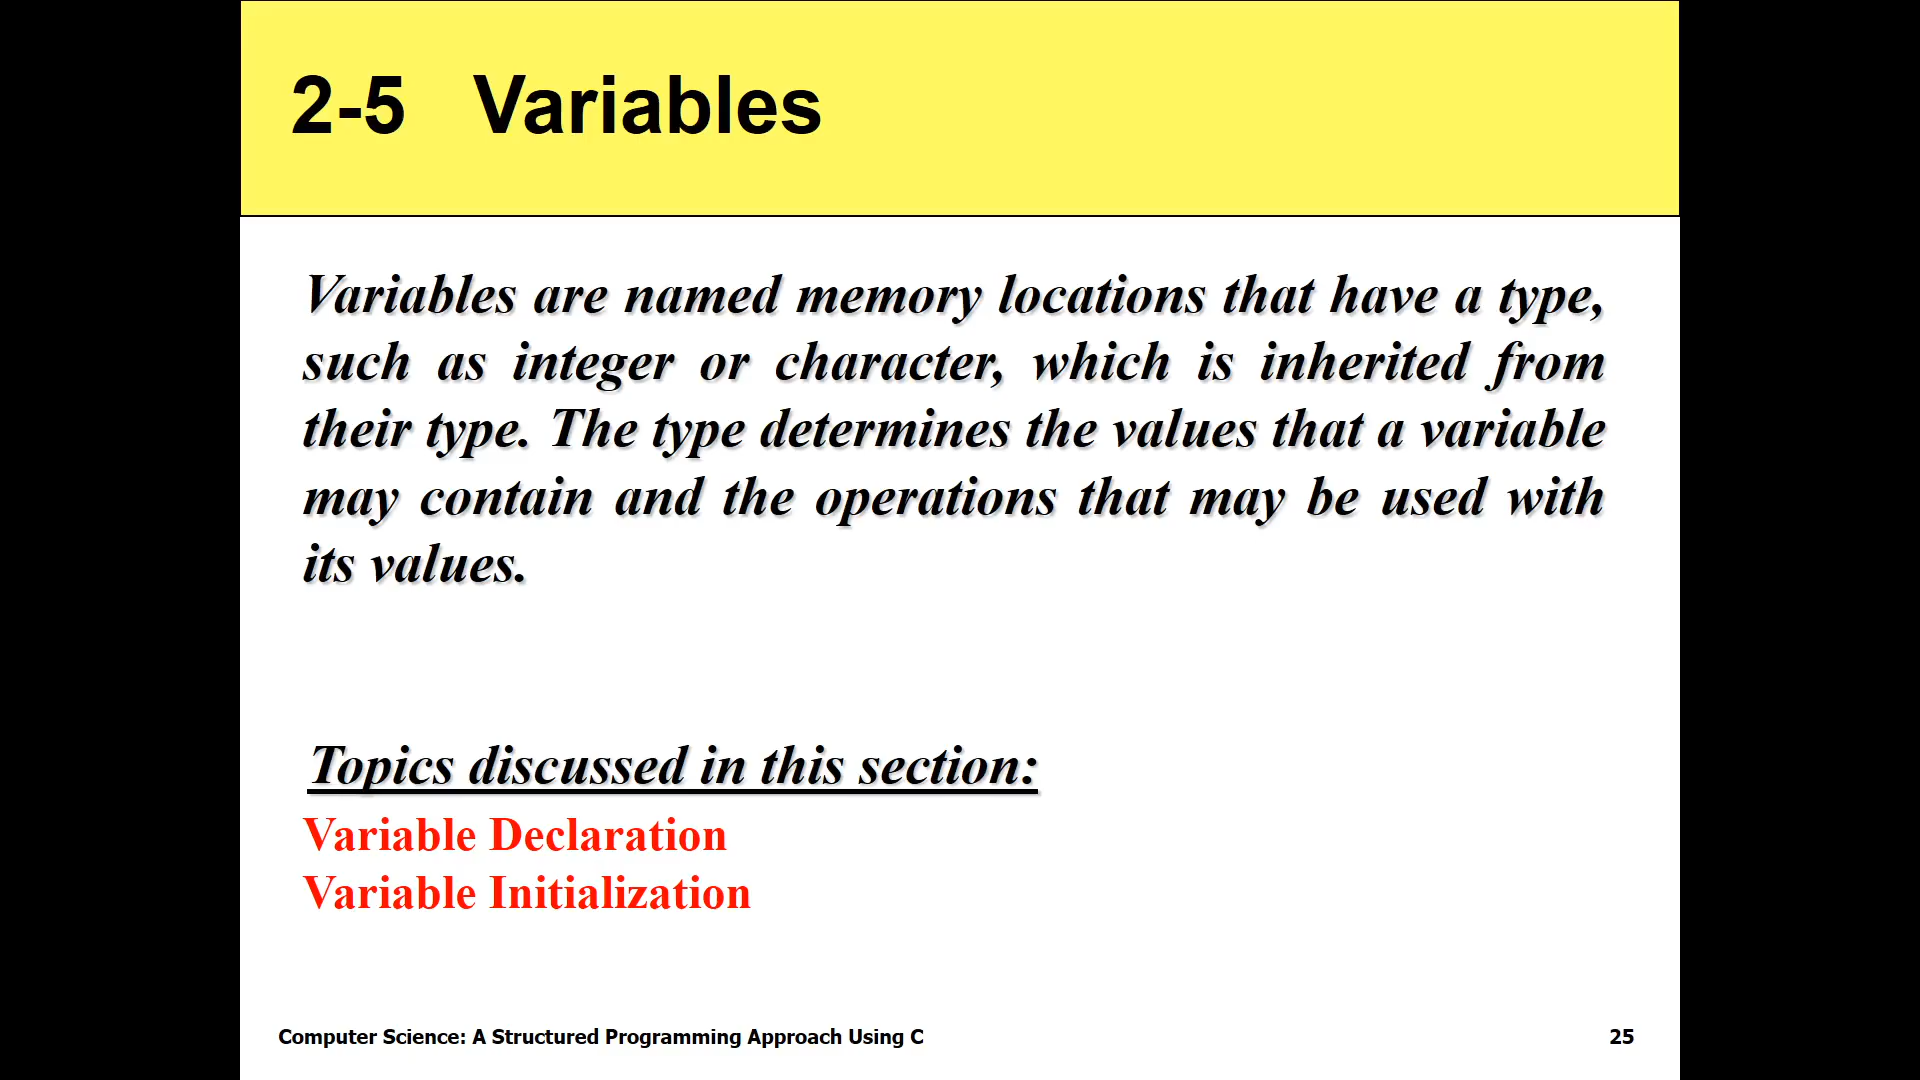 2-5 Variables
Variables are named memory locations that have a type,
such as integer or character, which is inherited from
their type. The type determines the values that a variable
may contain and the operations that may be used with
its values.
Topics discussed in this section:
Variable Declaration
Variable Initialization
Computer Science: A Structured Programming Approach Using C
25